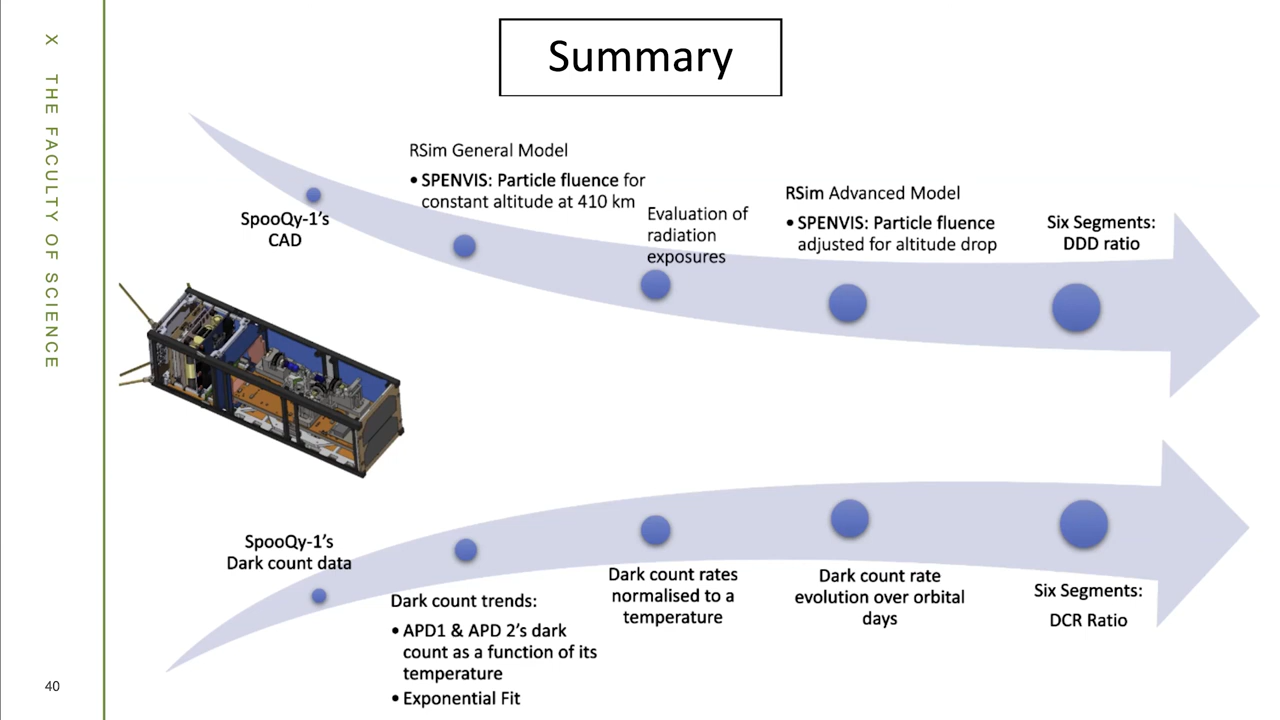 X THE FACULTY OF SCIENCE
Summary
RSim General Model
• SPENVIS: Particle fluence for
constant altitude at 410 km
SpooQy-1's
CAD
Evaluation of
radiation
exposures
RSim Advanced Model
• SPENVIS: Particle fluence
adjusted for altitude drop
Six Segments:
DDD ratio
SpooQy-1's
Dark count data
Dark count trends:
• APD1 & APD 2's dark
count as a function of its
temperature
• Exponential Fit
Dark count rates
normalised to a
temperature
Dark count rate
evolution over orbital
days
Six Segments:
DCR Ratio
40